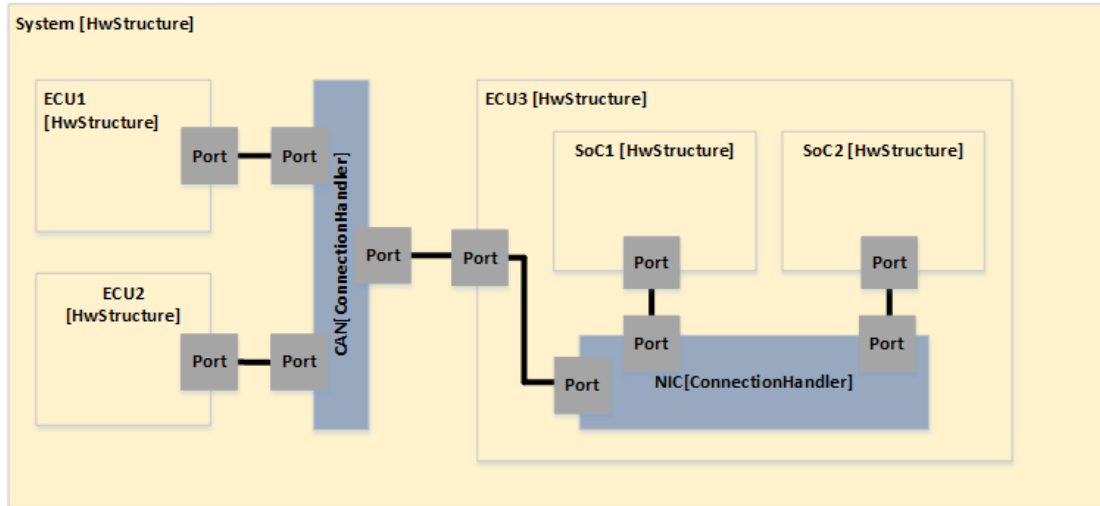 System [HwStructure]
ECU1
[HwStructure]
Port
Port
CAN[ConnectionHandler]
ECU2
[HwStructure]
Port
Port
Port
ECU3 [HwStructure]
Port
SoC1 [HwStructure]
Port
SoC2 [HwStructure]
Port
Port
Port
Port
NIC[ConnectionHandler]